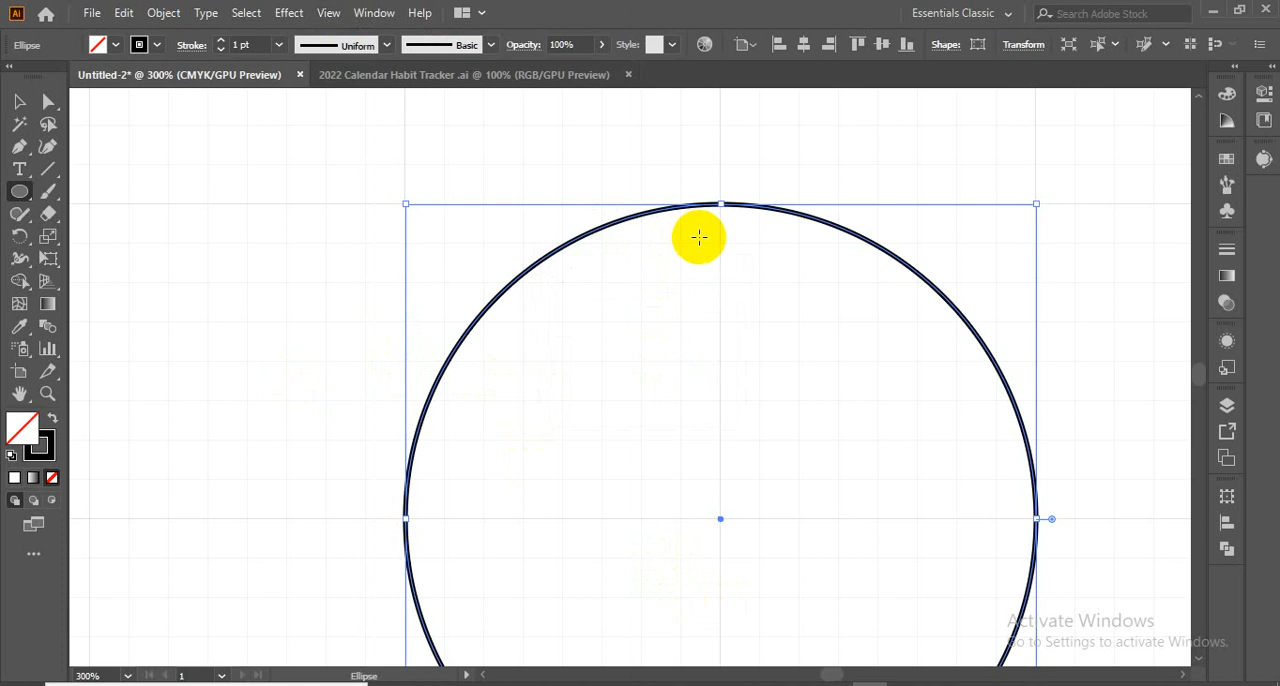 Ai File Edit Object Type Select Effect View Window Help Essentials Classic Search Adobe Stock
Ellipse Stroke: 1 pt Uniform Basic Opacity: 100% Style: Shape: Transform
Untitled-2* @ 300% (CMYK/GPU Preview) × 2022 Calendar Habit Tracker .ai @ 100% (RGB/GPU Preview) ×
T
Activate Windows
Go to Settings to activate Windows.
300% 1 Ellipse